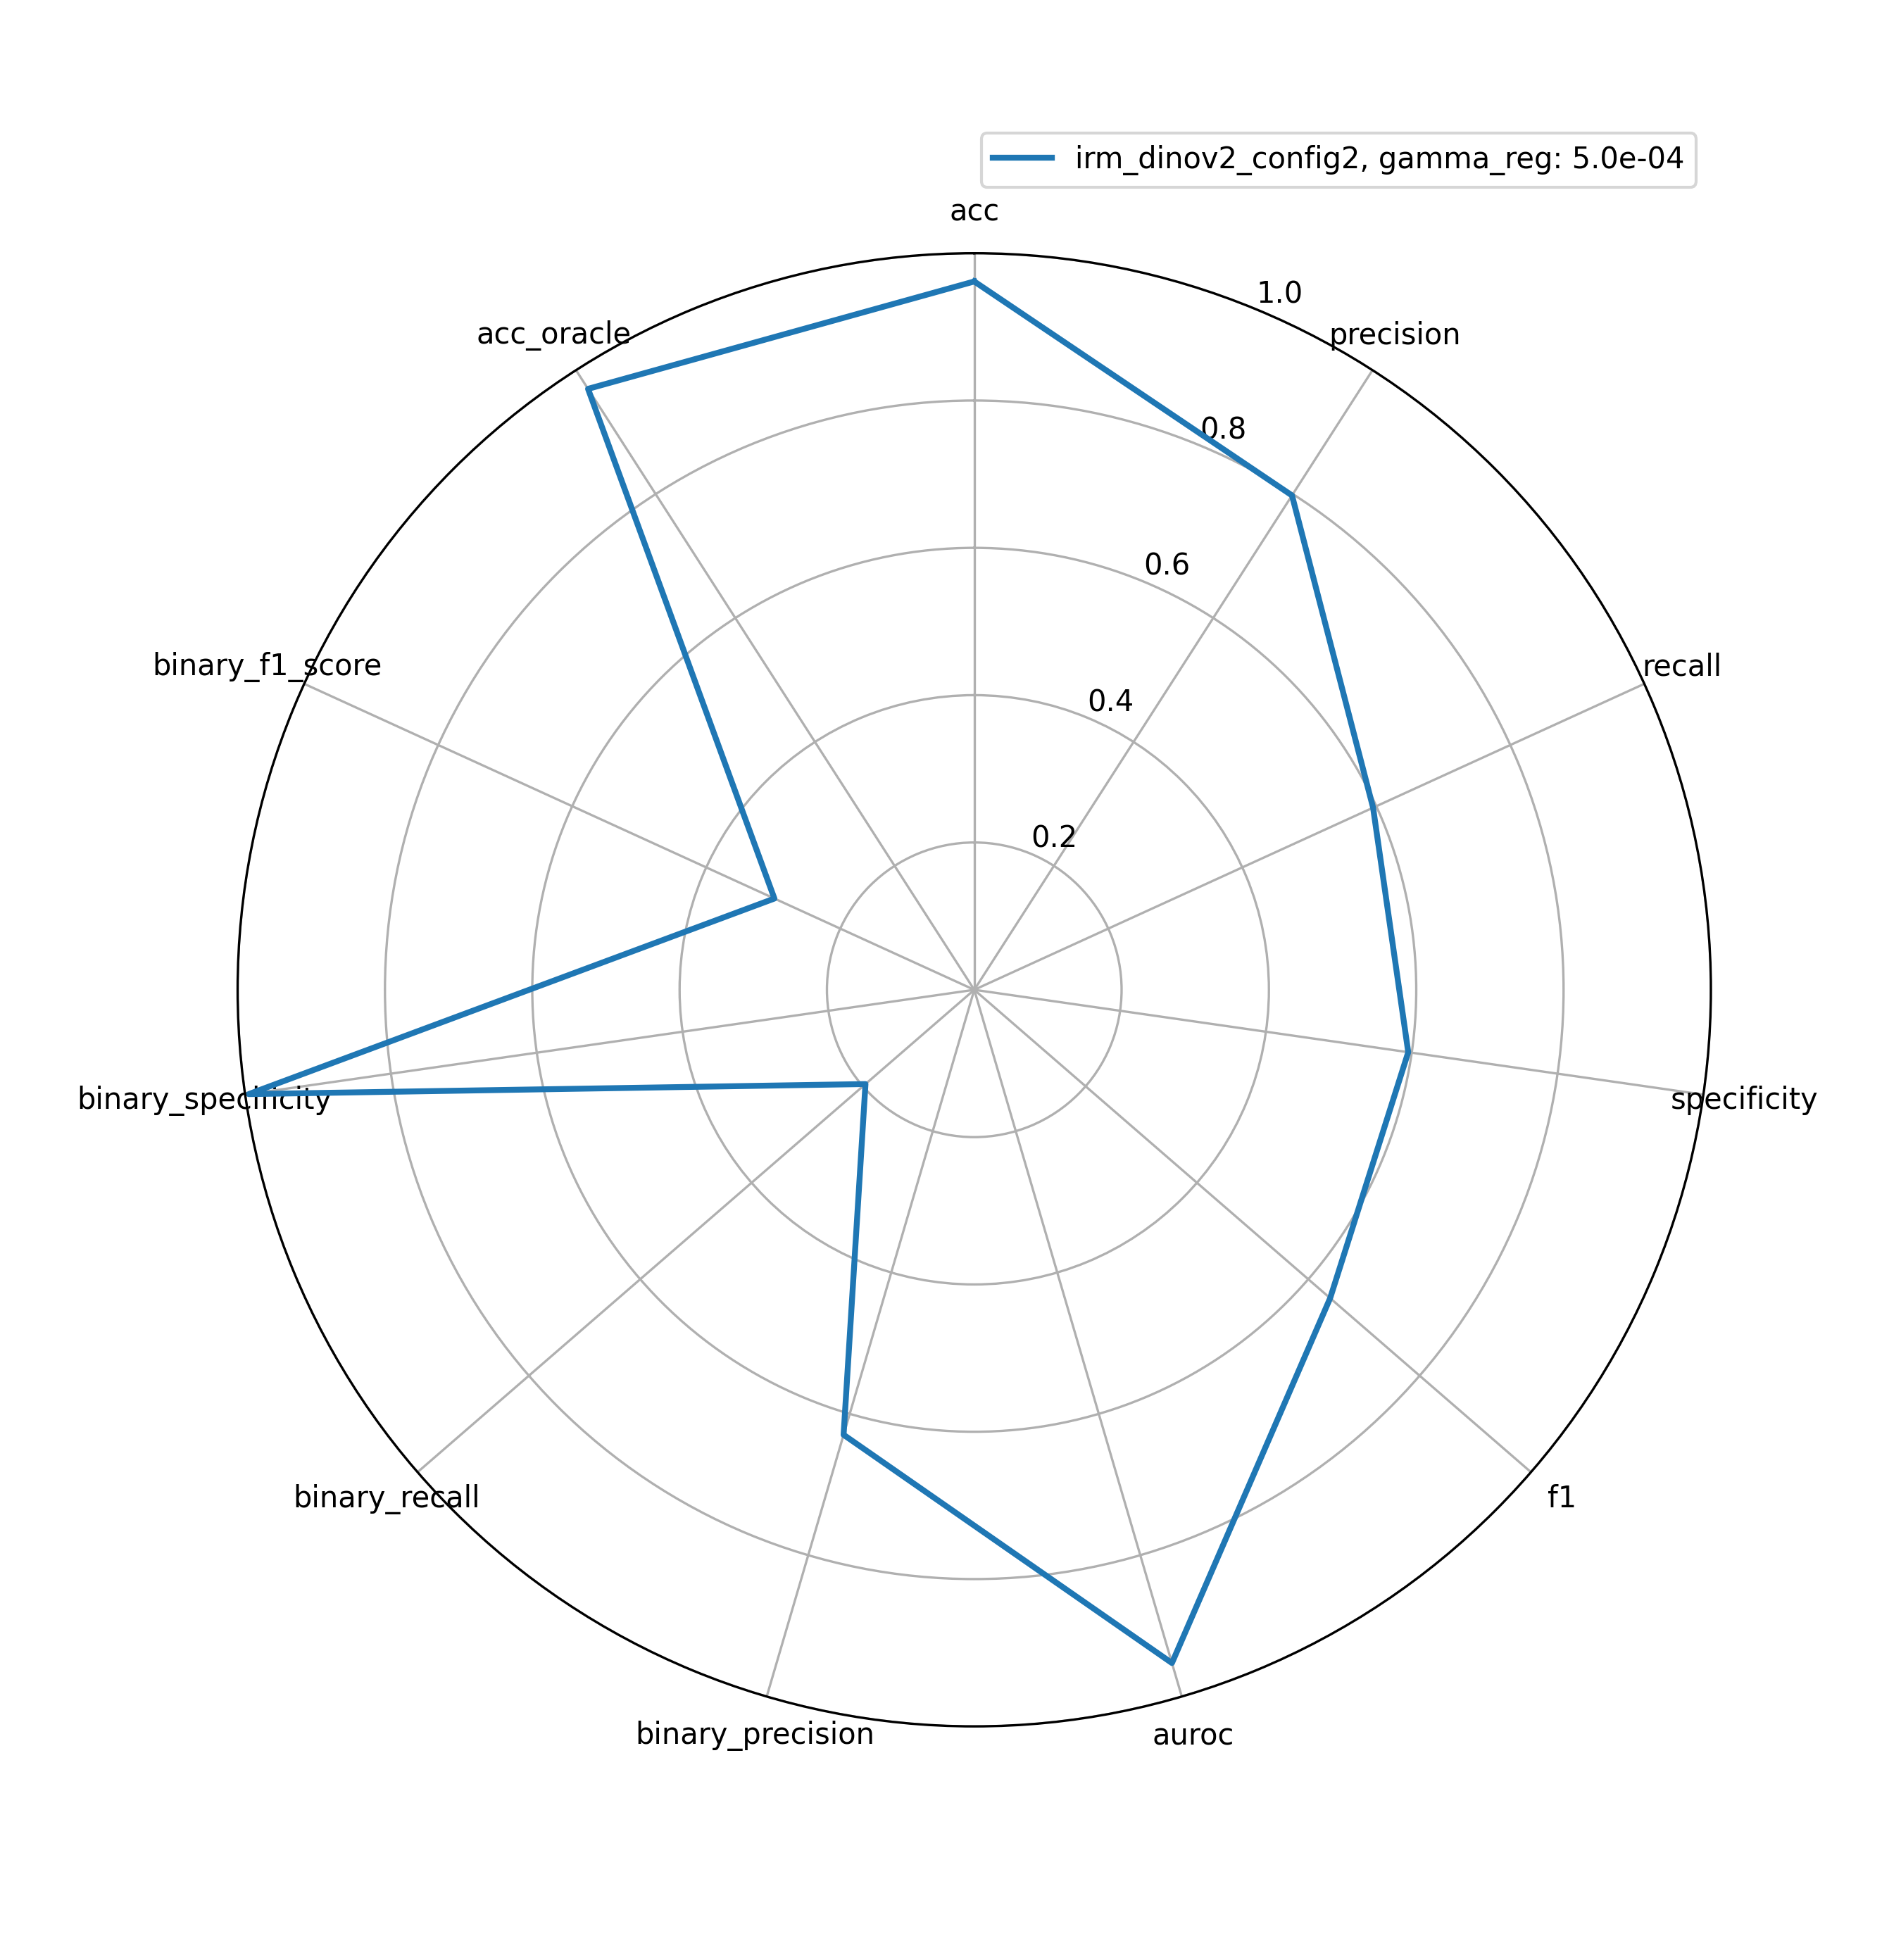 irm_dinov2_config2, gamma_reg: 5.0e-04
acc
1.0
acc_oracle
precision
0.8
0.6
binary_f1_score
recall
0.4
0.2
binary_specificity
specificity
binary_recall
f1
binary_precision
auroc